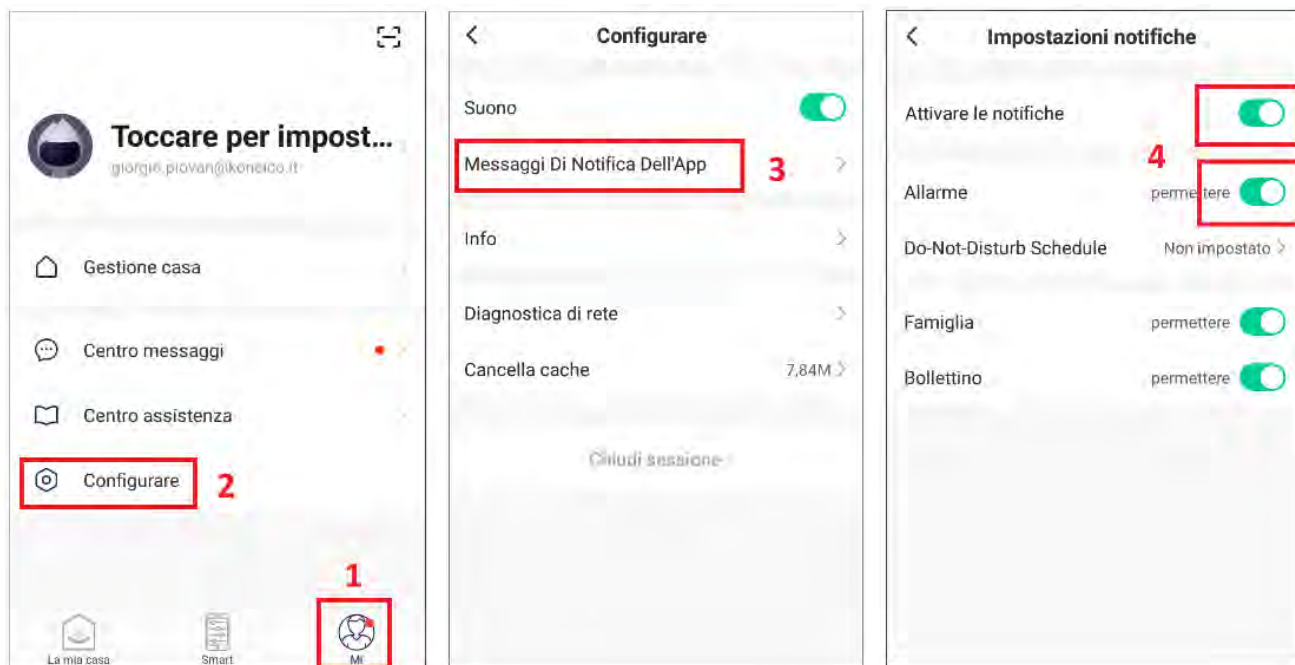 Toccare per impost...
giorgio.piovan@ikoneico.it
Gestione casa
Centro messaggi
Centro assistenza
Configurare
2
1
La mia casa
Smart
Mi
Configurare
Suono
Messaggi Di Notifica Dell'App
3
Info
Diagnostica di rete
Cancella cache
7,84M
Chiudi sessione
Impostazioni notifiche
Attivare le notifiche
4
Allarme
permettere
Do-Not-Disturb Schedule
Non impostato
Famiglia
permettere
Bollettino
permettere